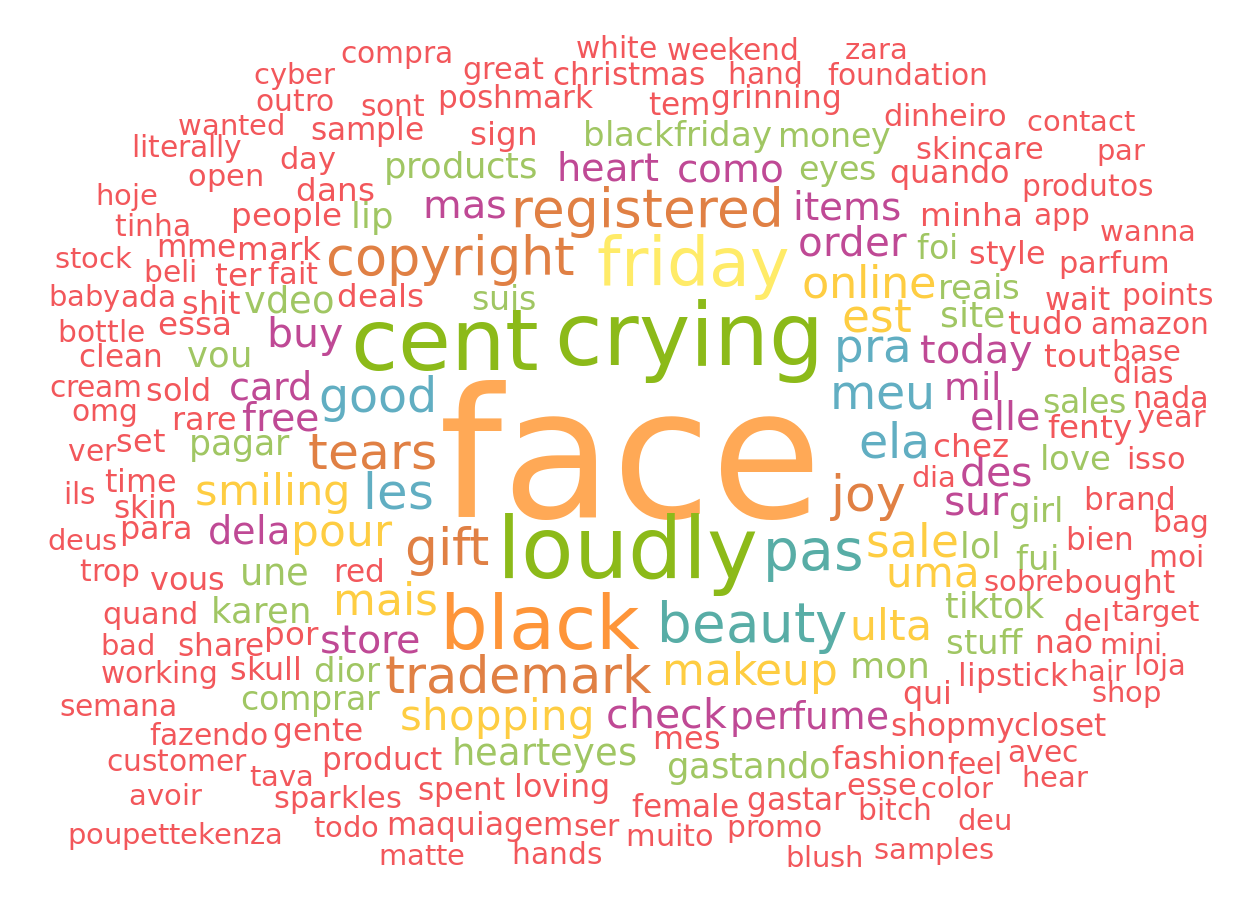 white weekend zara
compra
cyber great christmas hand foundation
outro sont poshmark tem grinning
wanted sample sign blackfriday money dinheiro contact
literally day products heart como eyes skincare par
open dans quando produtos
hoje people lip mas registered items minha app
tinha mme mark copyright friday order foi style wanna
stock beli ter fait parfum
baby ada shit vdeo deals suis online reais wait points
bottle essa buy cent crying est site tudo amazon
clean vou pra today tout base
cream sold card good face meu mil dias
omg rare free elle sales nada
ver set pagar tears ela chez fenty year
ils time smiling les joy dia des love isso
skin sur girl brand
deus para dela pour gift loudly pas sale lol bien bag
trop vous une red uma fui moi
quand karen mais black beauty ulta sobre bought
tiktok del target
bad share por store stuff nao mini
working skull dior trademark makeup mon lipstick hair loja
semana comprar shopping check perfume qui shop
fazendo gente mes shopmycloset
customer product hearteyes gastando fashion feel avec
avoir tava sparkles spent loving esse color hear
poupettekenza todo maquiagem ser female gastar bitch
matte hands muito promo deu
blush samples